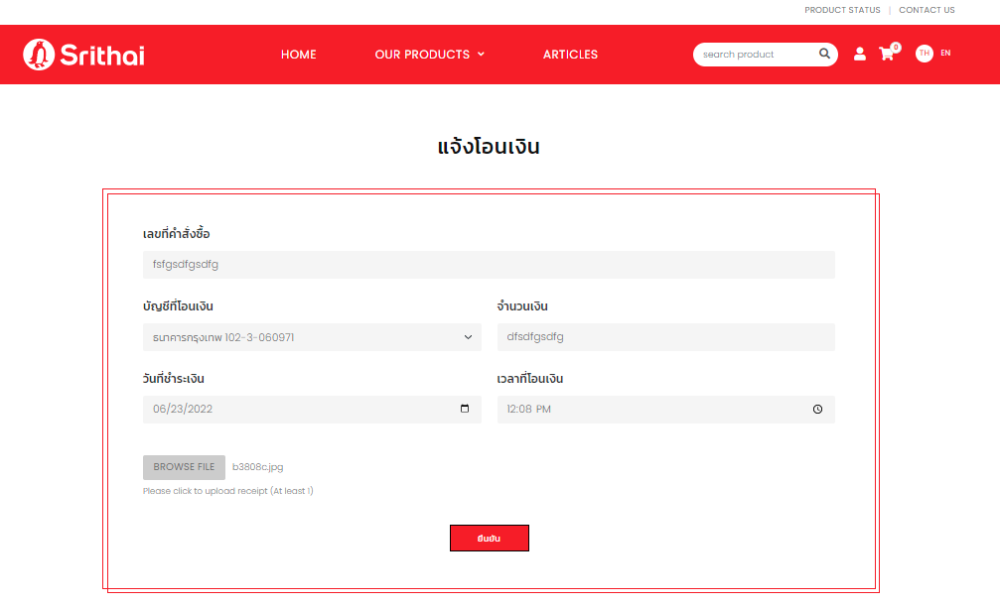 PRODUCT STATUS | CONTACT US
Srithai HOME OUR PRODUCTS ARTICLES search product 0 TH EN
แจ้งโอนเงิน
เลขที่คำสั่งซื้อ
fsfgsdfgsdfg
บัญชีที่โอนเงิน จำนวนเงิน
ธนาคารกรุงเทพ 102-3-060971 dfsdfgsdfg
วันที่ชำระเงิน เวลาที่โอนเงิน
06/23/2022 12:08 PM
BROWSE FILE b3808c.jpg
Please click to upload receipt (At least 1)
ยืนยัน